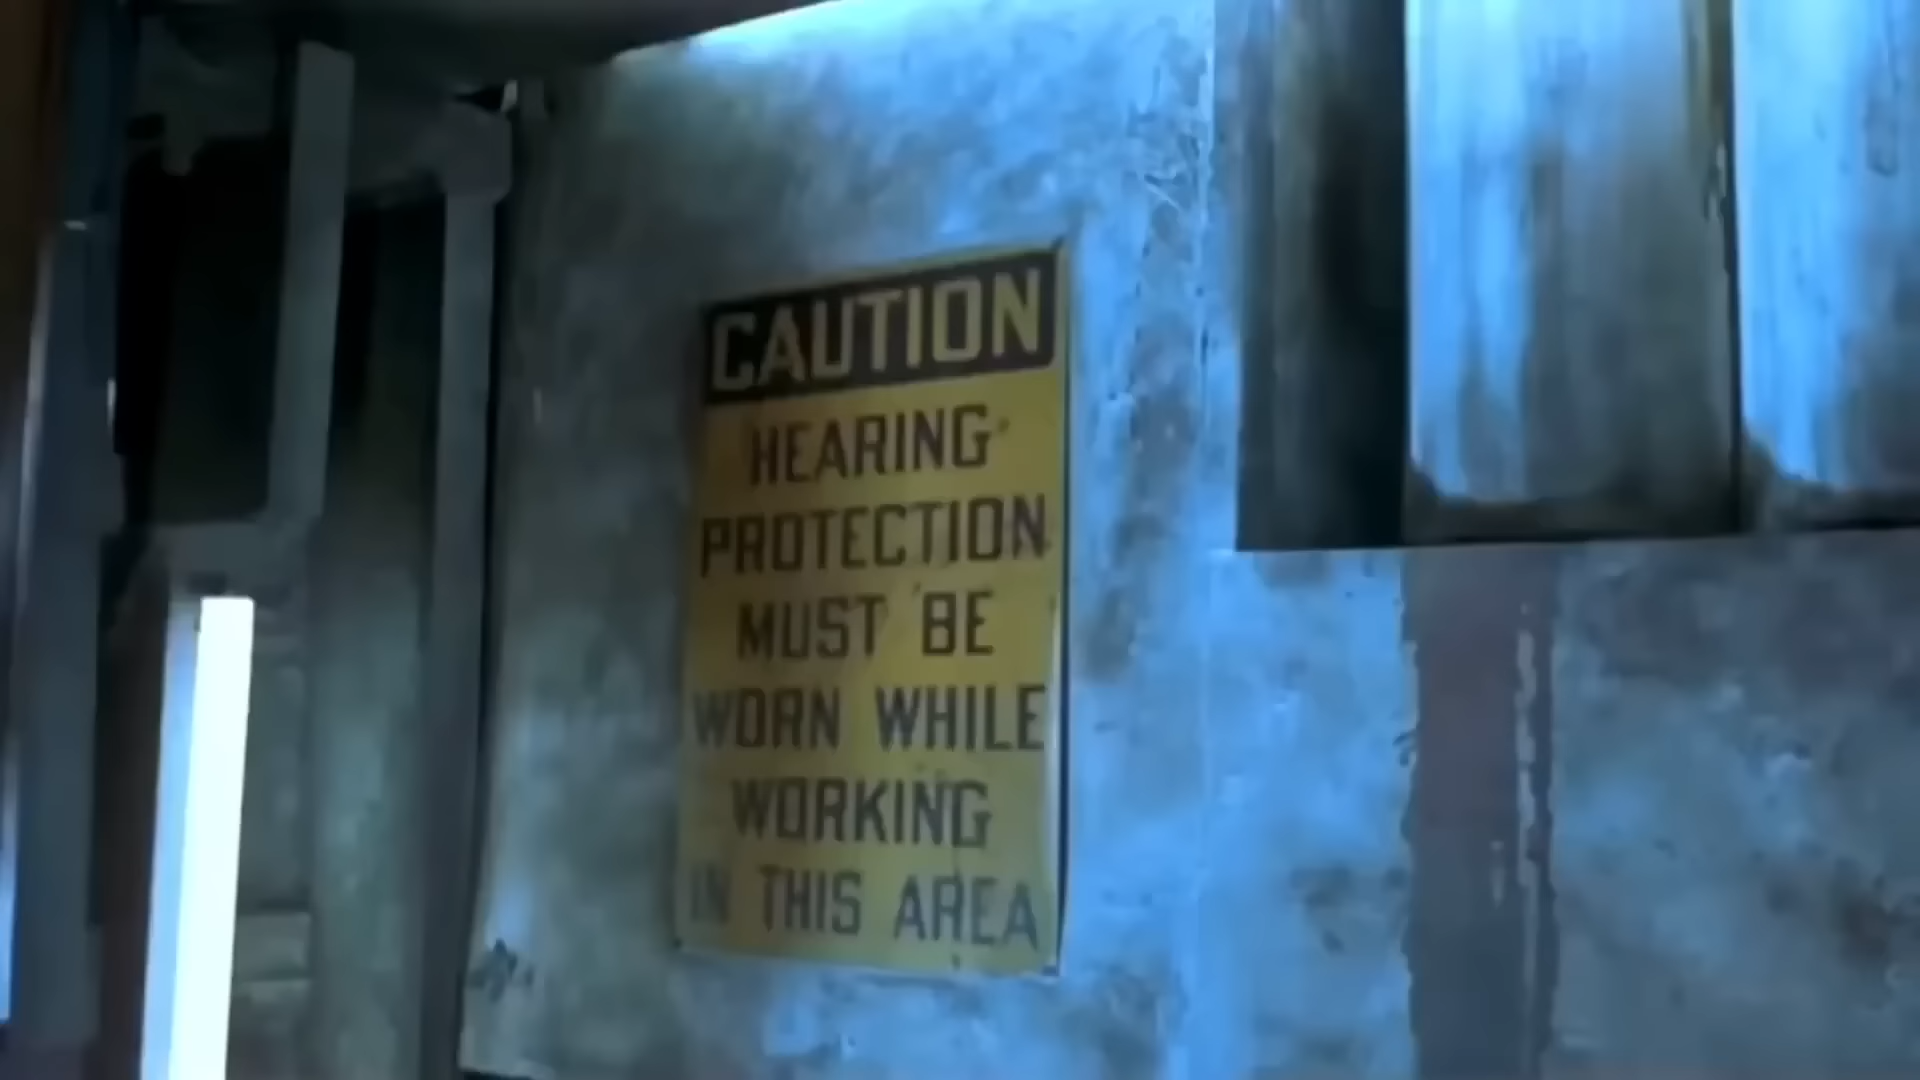 CAUTION
HEARING
PROTECTION
MUST BE
WORN WHILE
WORKING
IN THIS AREA